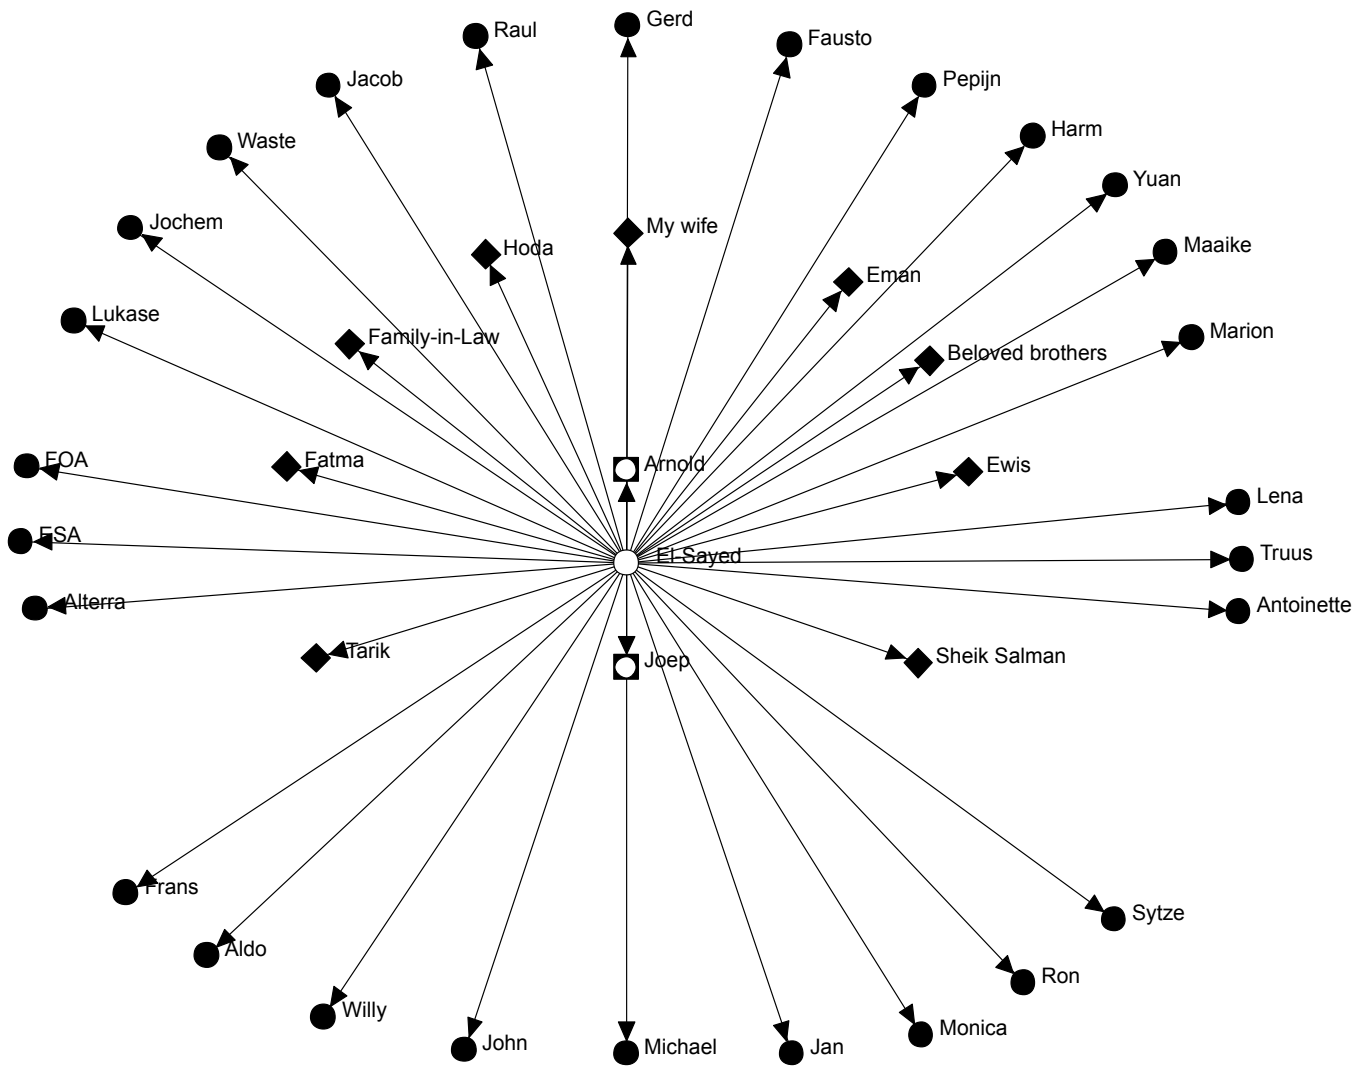 Gerd
Raul
Fausto
Jacob
Pepijn
Harm
Waste
Yuan
Jochem
My wife
Hoda
Maaike
Eman
Lukase
Marion
Family-in-Law
Beloved brothers
FOA
Fatma
Arnold
Ewis
Lena
ESA
El-Sayed
Truus
Alterra
Antoinette
Tarik
Joep
Sheik Salman
Frans
Sytze
Aldo
Ron
Willy
Monica
John
Michael
Jan